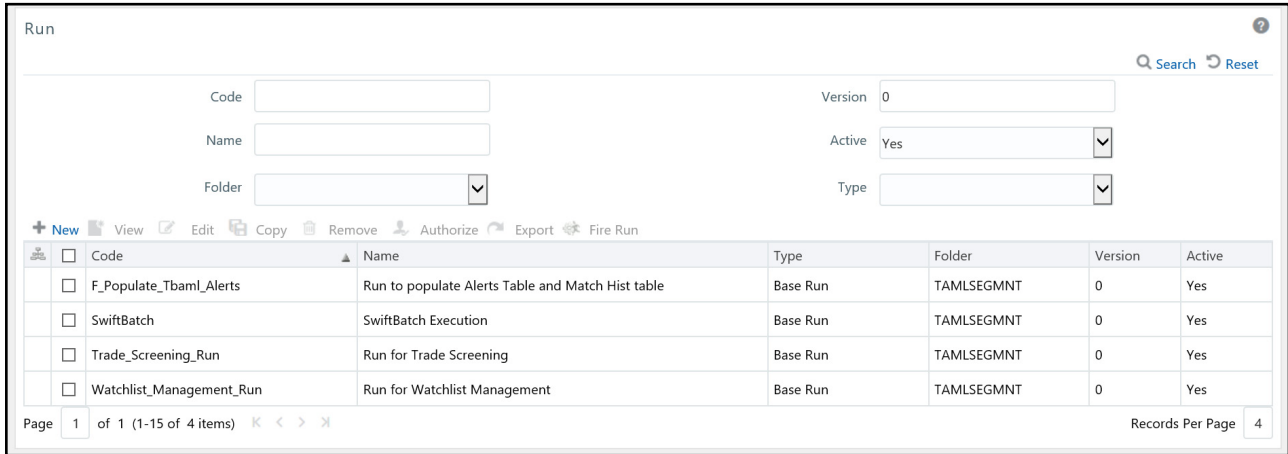 Run
?
Search Reset
Code Version 0
Name Active Yes
Folder Type
New View Edit Copy Remove Authorize Export Fire Run
Code Name Type Folder Version Active
F_Populate_Tbaml_Alerts Run to populate Alerts Table and Match Hist table Base Run TAMLSEGMNT 0 Yes
SwiftBatch SwiftBatch Execution Base Run TAMLSEGMNT 0 Yes
Trade_Screening_Run Run for Trade Screening Base Run TAMLSEGMNT 0 Yes
Watchlist_Management_Run Run for Watchlist Management Base Run TAMLSEGMNT 0 Yes
Page 1 of 1 (1-15 of 4 items) Records Per Page 4